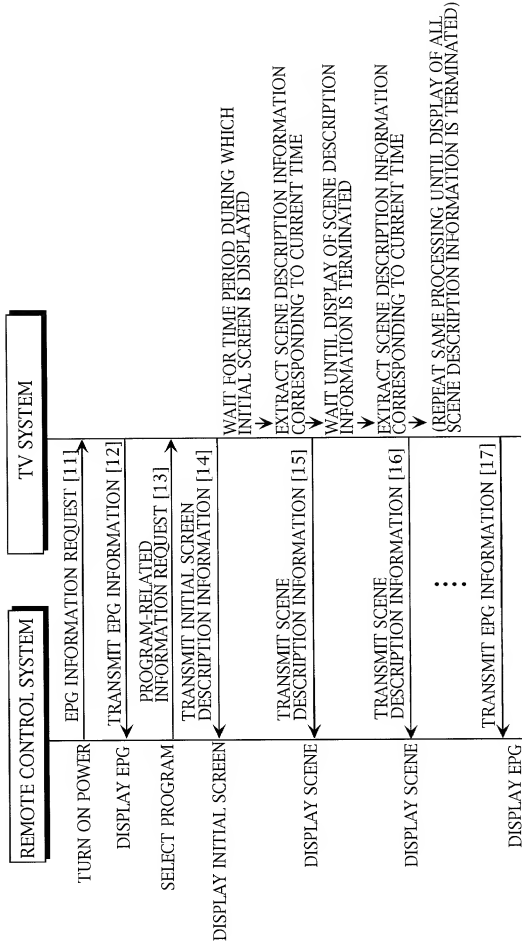 REMOTE CONTROL SYSTEM
TV SYSTEM
TURN ON POWER
EPG INFORMATION REQUEST [11]
TRANSMIT EPG INFORMATION [12]
DISPLAY EPG
SELECT PROGRAM
PROGRAM-RELATED
INFORMATION REQUEST [13]
TRANSMIT INITIAL SCREEN
DESCRIPTION INFORMATION [14]
DISPLAY INITIAL SCREEN
WAIT FOR TIME PERIOD DURING WHICH
INITIAL SCREEN IS DISPLAYED
EXTRACT SCENE DESCRIPTION INFORMATION
CORRESPONDING TO CURRENT TIME
TRANSMIT SCENE
DESCRIPTION INFORMATION [15]
DISPLAY SCENE
WAIT UNTIL DISPLAY OF SCENE DESCRIPTION
INFORMATION IS TERMINATED
EXTRACT SCENE DESCRIPTION INFORMATION
CORRESPONDING TO CURRENT TIME
TRANSMIT SCENE
DESCRIPTION INFORMATION [16]
DISPLAY SCENE
(REPEAT SAME PROCESSING UNTIL DISPLAY OF ALL
SCENE DESCRIPTION INFORMATION IS TERMINATED)
....
TRANSMIT EPG INFORMATION [17]
DISPLAY EPG